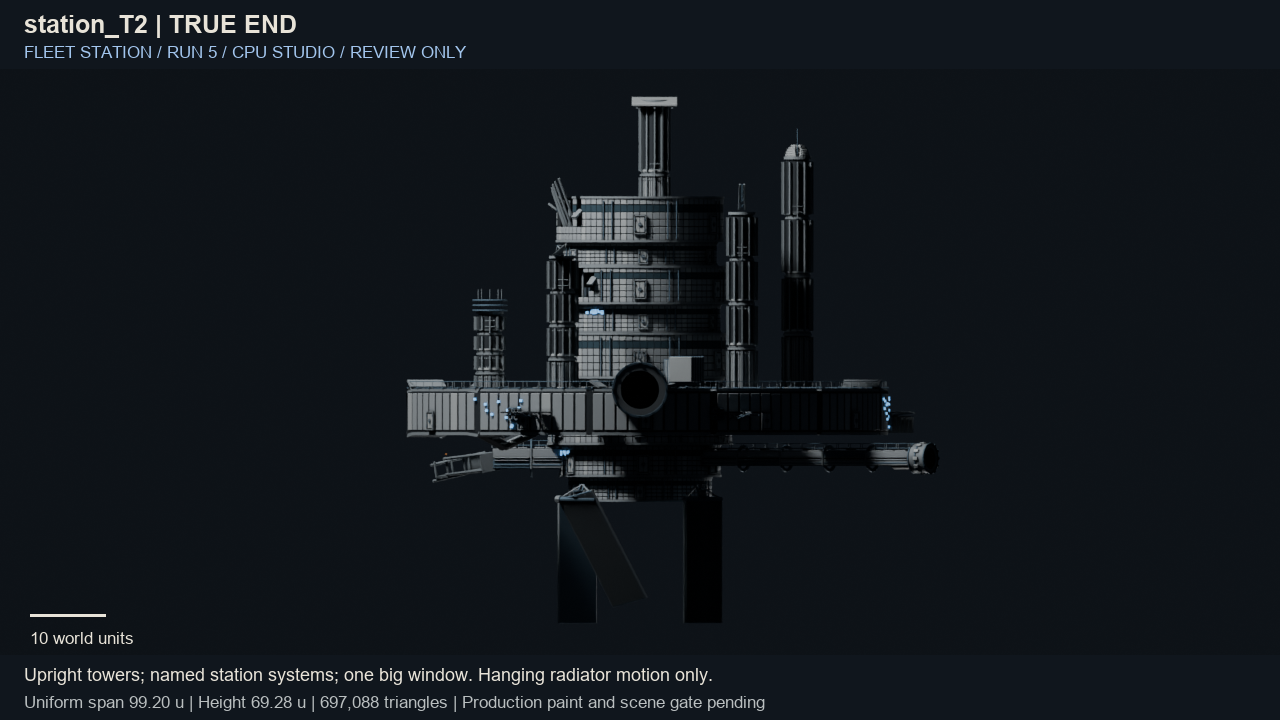 station_T2 | TRUE END
FLEET STATION / RUN 5 / CPU STUDIO / REVIEW ONLY
10 world units
Upright towers; named station systems; one big window. Hanging radiator motion only.
Uniform span 99.20 u | Height 69.28 u | 697,088 triangles | Production paint and scene gate pending